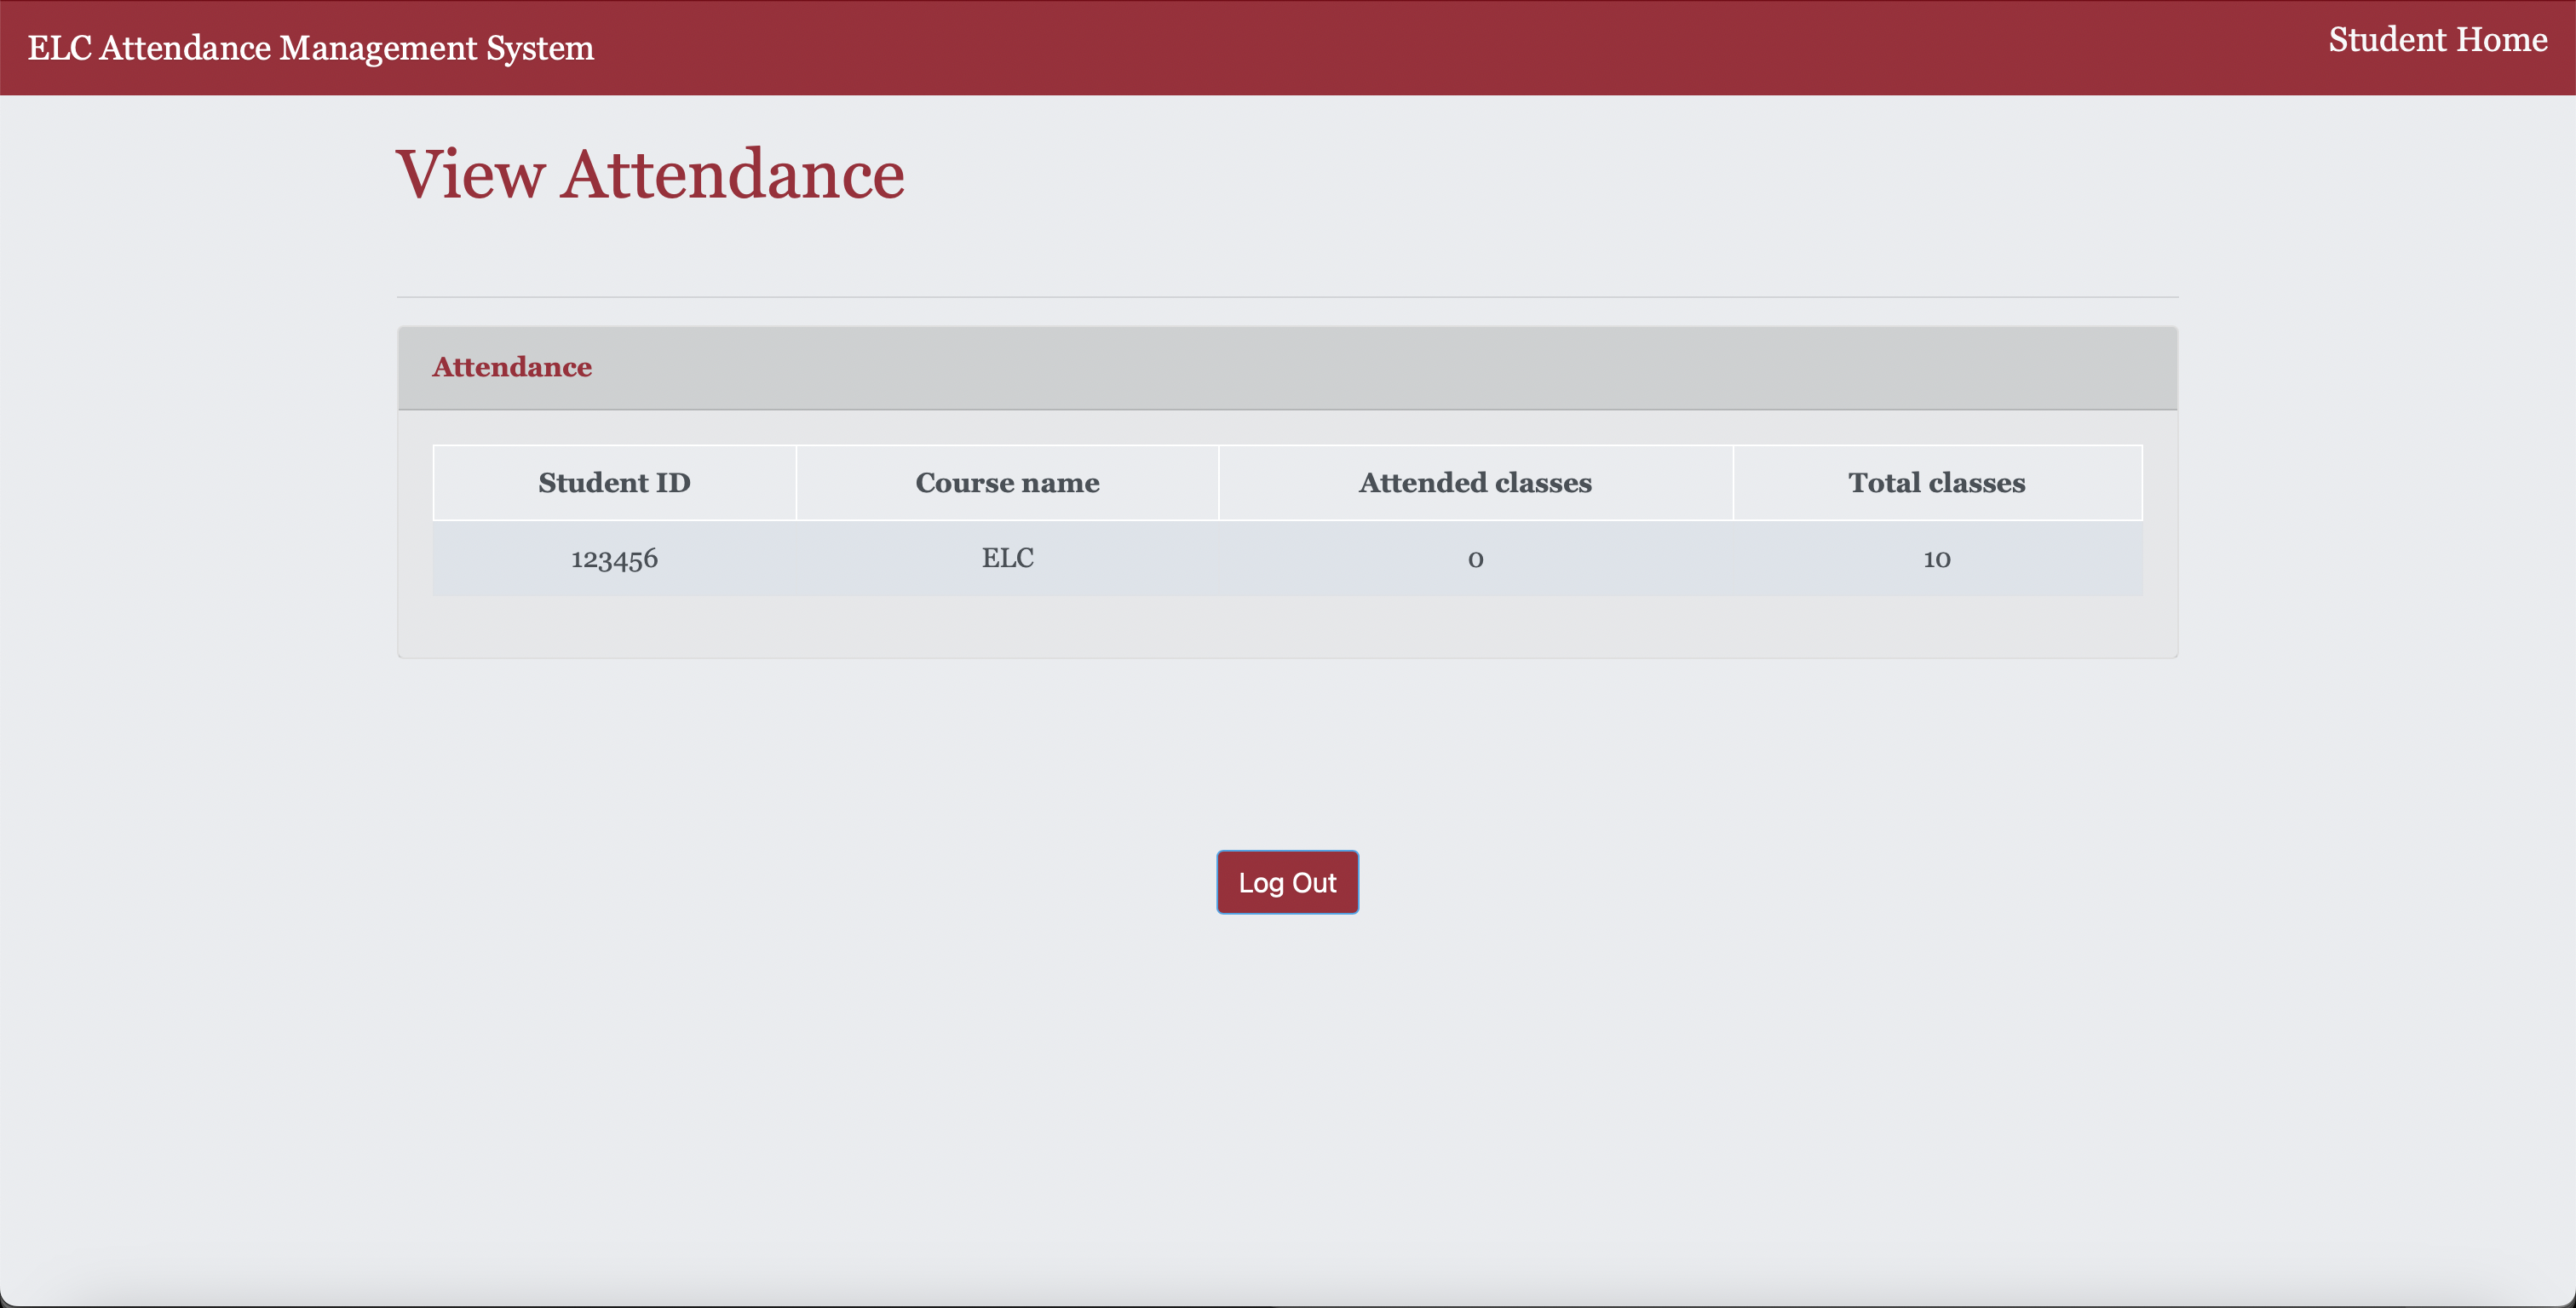 ELC Attendance Management System
Student Home
View Attendance
Attendance
Student ID Course name Attended classes Total classes
123456 ELC 0 10
Log Out